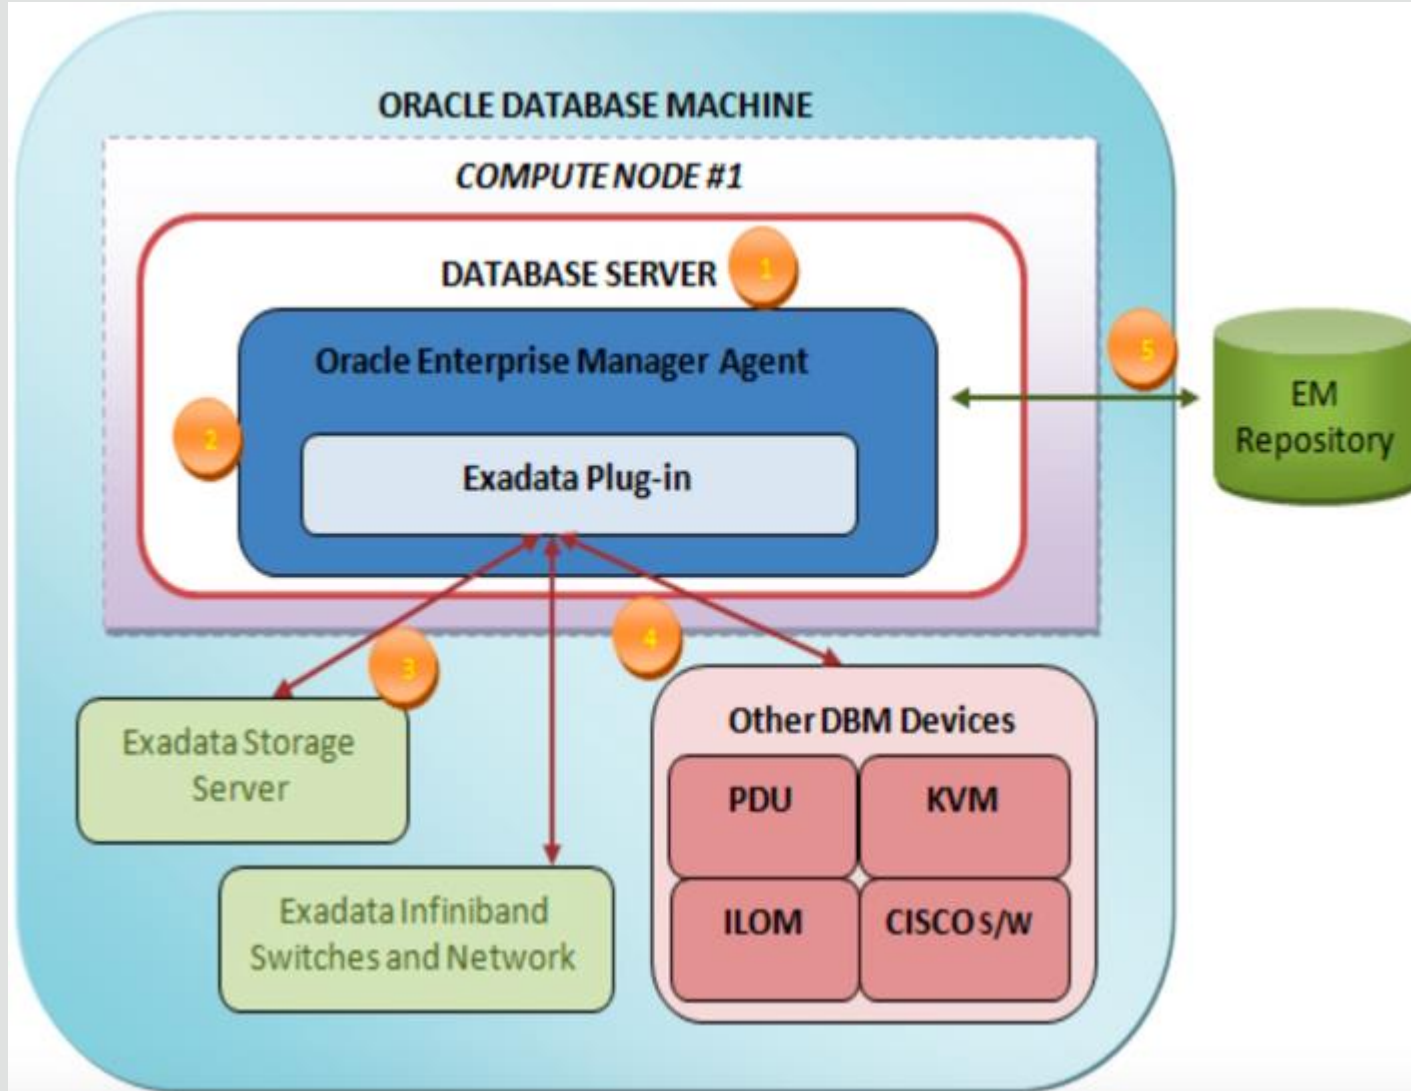 ORACLE DATABASE MACHINE
COMPUTE NODE #1
DATABASE SERVER
1
Oracle Enterprise Manager Agent
2
Exadata Plug-in
5
EM
Repository
3
4
Exadata Storage
Server
Exadata Infiniband
Switches and Network
Other DBM Devices
PDU
KVM
ILOM
CISCO s/w